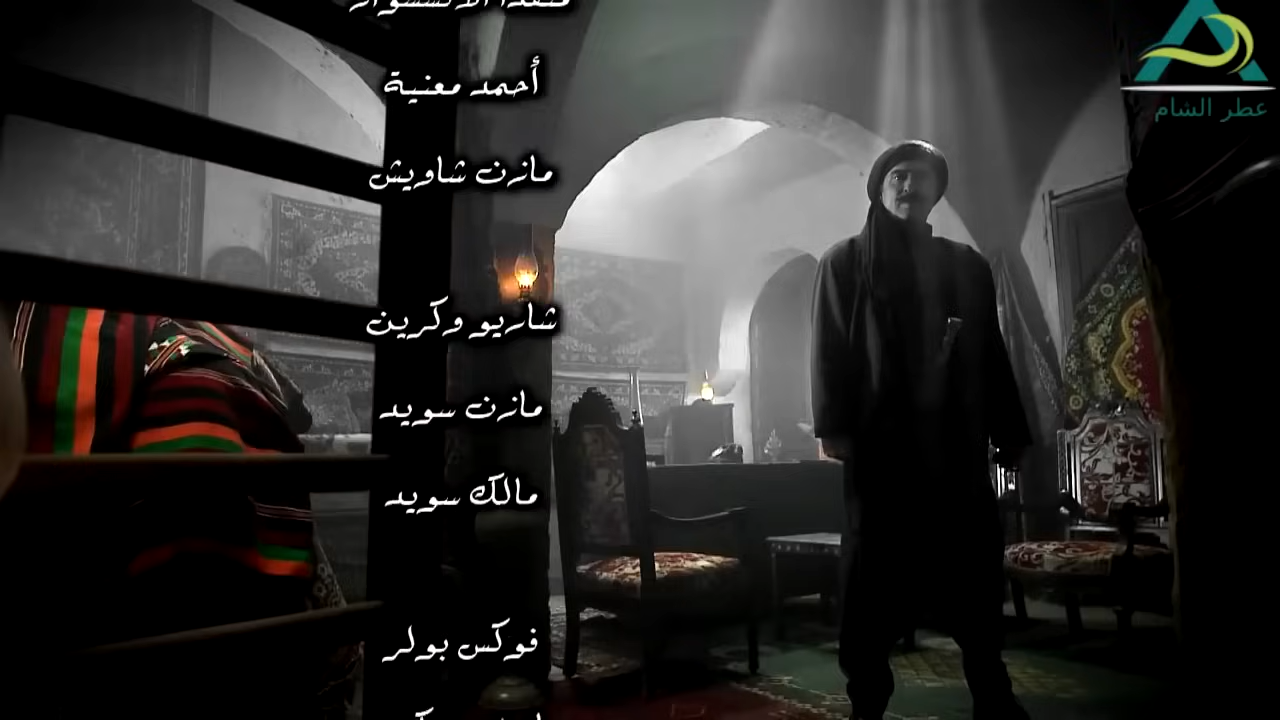 أحمد معنية
مازن شاويش
شاريو وكرين
مازن سويد
مالك سويد
فوكس بولر
عطر الشام